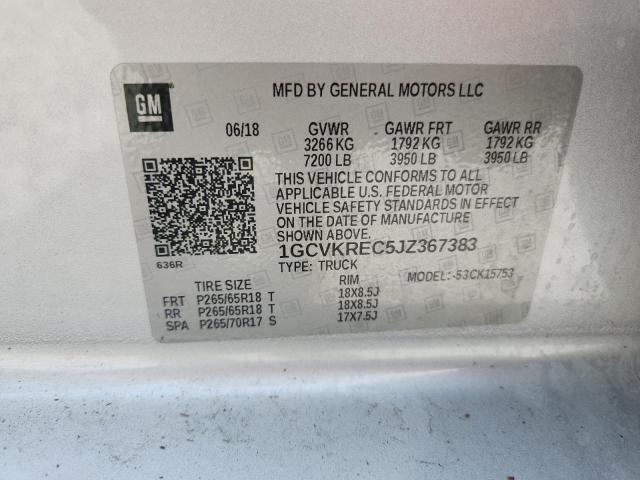 GM
MFD BY GENERAL MOTORS LLC
06/18 GVWR GAWR FRT GAWR RR
3266 KG 1792 KG 1792 KG
7200 LB 3950 LB 3950 LB
THIS VEHICLE CONFORMS TO ALL
APPLICABLE U.S. FEDERAL MOTOR
VEHICLE SAFETY STANDARDS IN EFFECT
ON THE DATE OF MANUFACTURE
SHOWN ABOVE.
636R
1GCVKREC5JZ367383
TYPE: TRUCK MODEL:-53CK15753
TIRE SIZE RIM
FRT P265/65R18 T 18X8.5J
RR P265/65R18 T 18X8.5J
SPA P265/70R17 S 17X7.5J